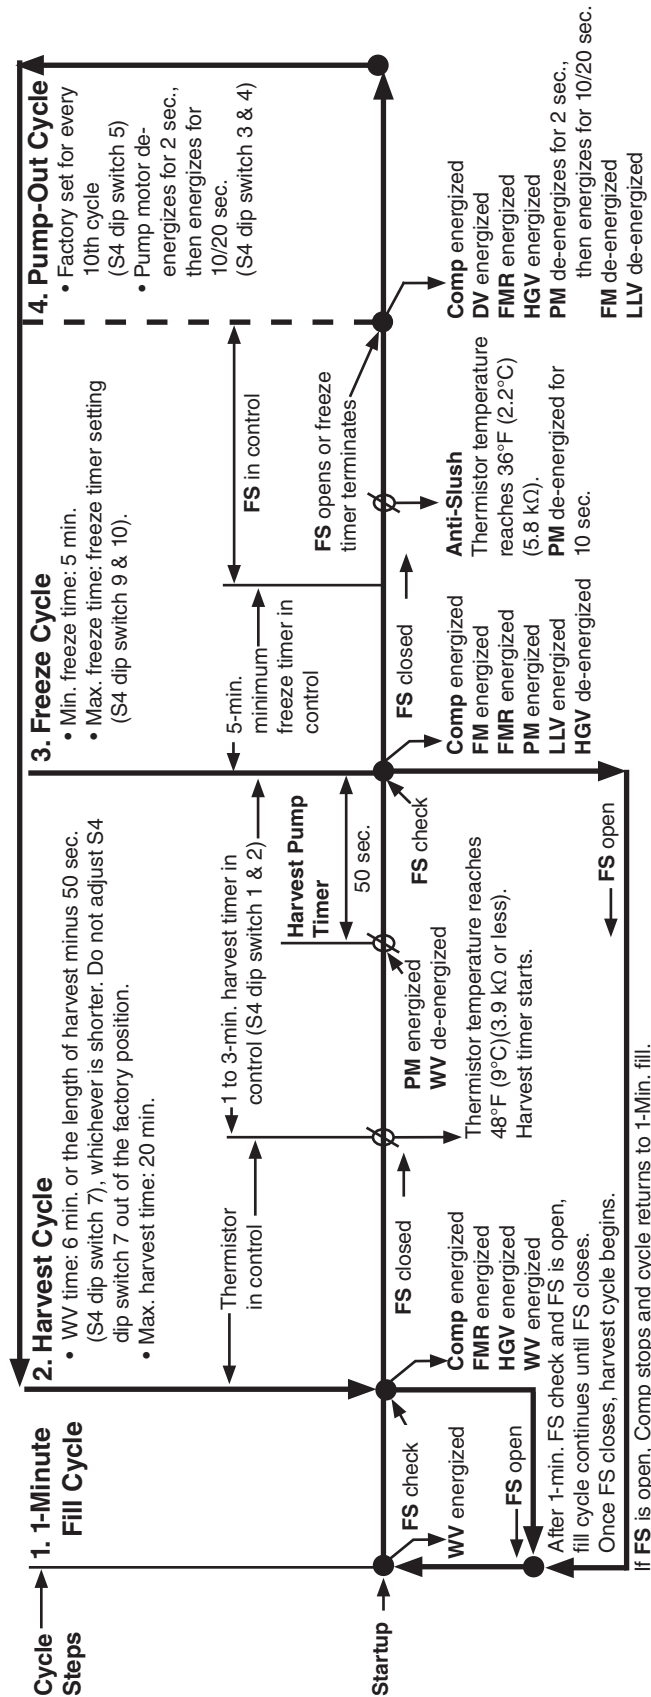 Cycle
Steps
1. 1-Minute
Fill Cycle
2. Harvest Cycle
• WV time: 6 min. or the length of harvest minus 50 sec.
(S4 dip switch 7), whichever is shorter. Do not adjust S4
dip switch 7 out of the factory position.
• Max. harvest time: 20 min.
3. Freeze Cycle
• Min. freeze time: 5 min.
• Max. freeze time: freeze timer setting
(S4 dip switch 9 & 10).
4. Pump-Out Cycle
• Factory set for every
10th cycle
(S4 dip switch 5)
• Pump motor de-
energizes for 2 sec.,
then energizes for
10/20 sec.
(S4 dip switch 3 & 4)
Thermistor
in control
1 to 3-min. harvest timer in
control (S4 dip switch 1 & 2)
Harvest Pump
Timer
50 sec.
5-min.
minimum
freeze timer in
control
FS in control
FS opens or freeze
timer terminates
Startup
FS check
WV energized
FS open
After 1-min. FS check and FS is open,
fill cycle continues until FS closes.
Once FS closes, harvest cycle begins.
FS closed
Comp energized
FMR energized
HGV energized
WV energized
Thermistor temperature reaches
48°F (9°C)(3.9 kΩ or less).
Harvest timer starts.
PM energized
WV de-energized
FS check
FS closed
Comp energized
FM energized
FMR energized
PM energized
LLV energized
HGV de-energized
Anti-Slush
Thermistor temperature
reaches 36°F (2.2°C)
(5.8 kΩ).
PM de-energized for
10 sec.
Comp energized
DV energized
FMR energized
HGV energized
PM de-energizes for 2 sec.,
then energizes for 10/20 sec.
FM de-energized
LLV de-energized
FS open
If FS is open, Comp stops and cycle returns to 1-Min. fill.